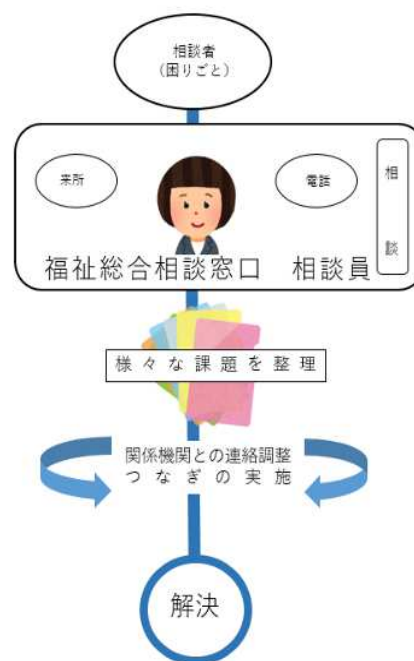 相談者
（困りごと）
来所
電話
相談
福祉総合相談窓口　相談員
様々な課題を整理
関係機関との連絡調整
つなぎの実施
解決